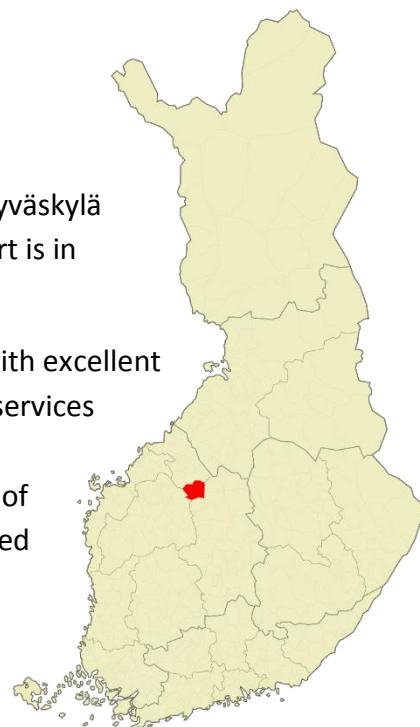 yväskylä
rt is in
ith excellent
services
of
ed